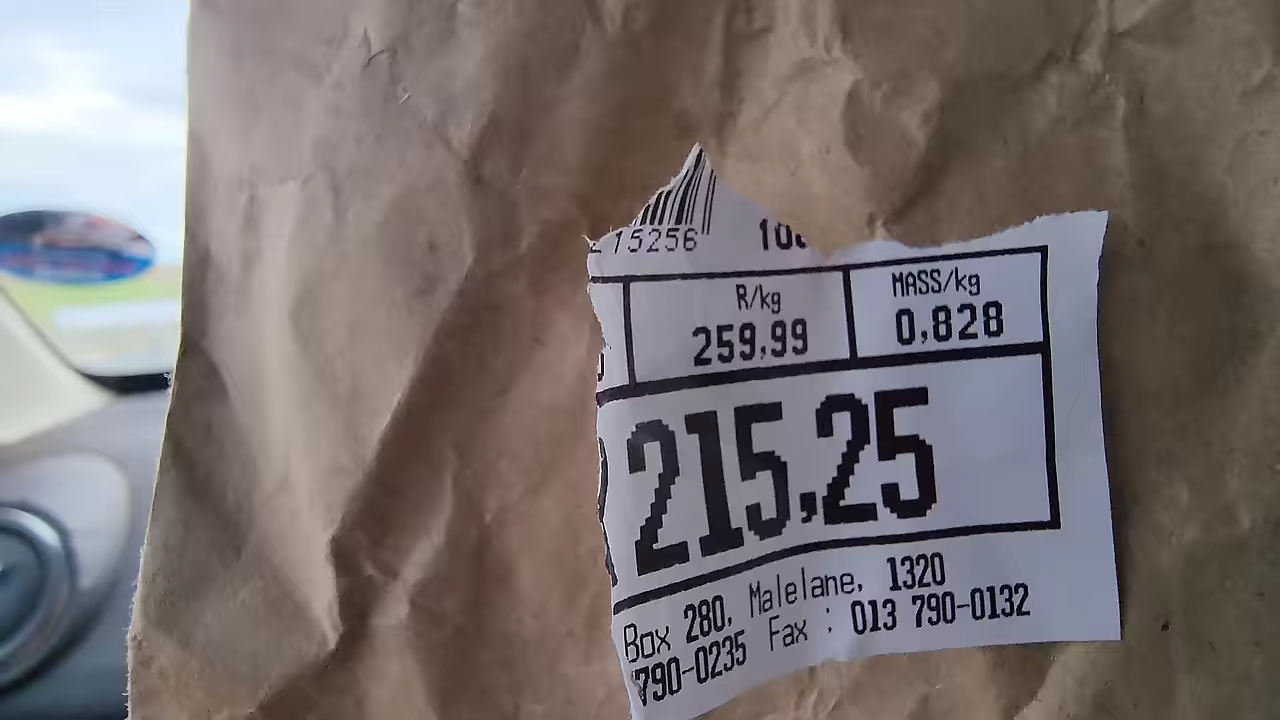 15256
R/kg MASS/kg
259,99 0,828
215,25
Box 280, Malelane, 1320
790-0235 Fax : 013 790-0132